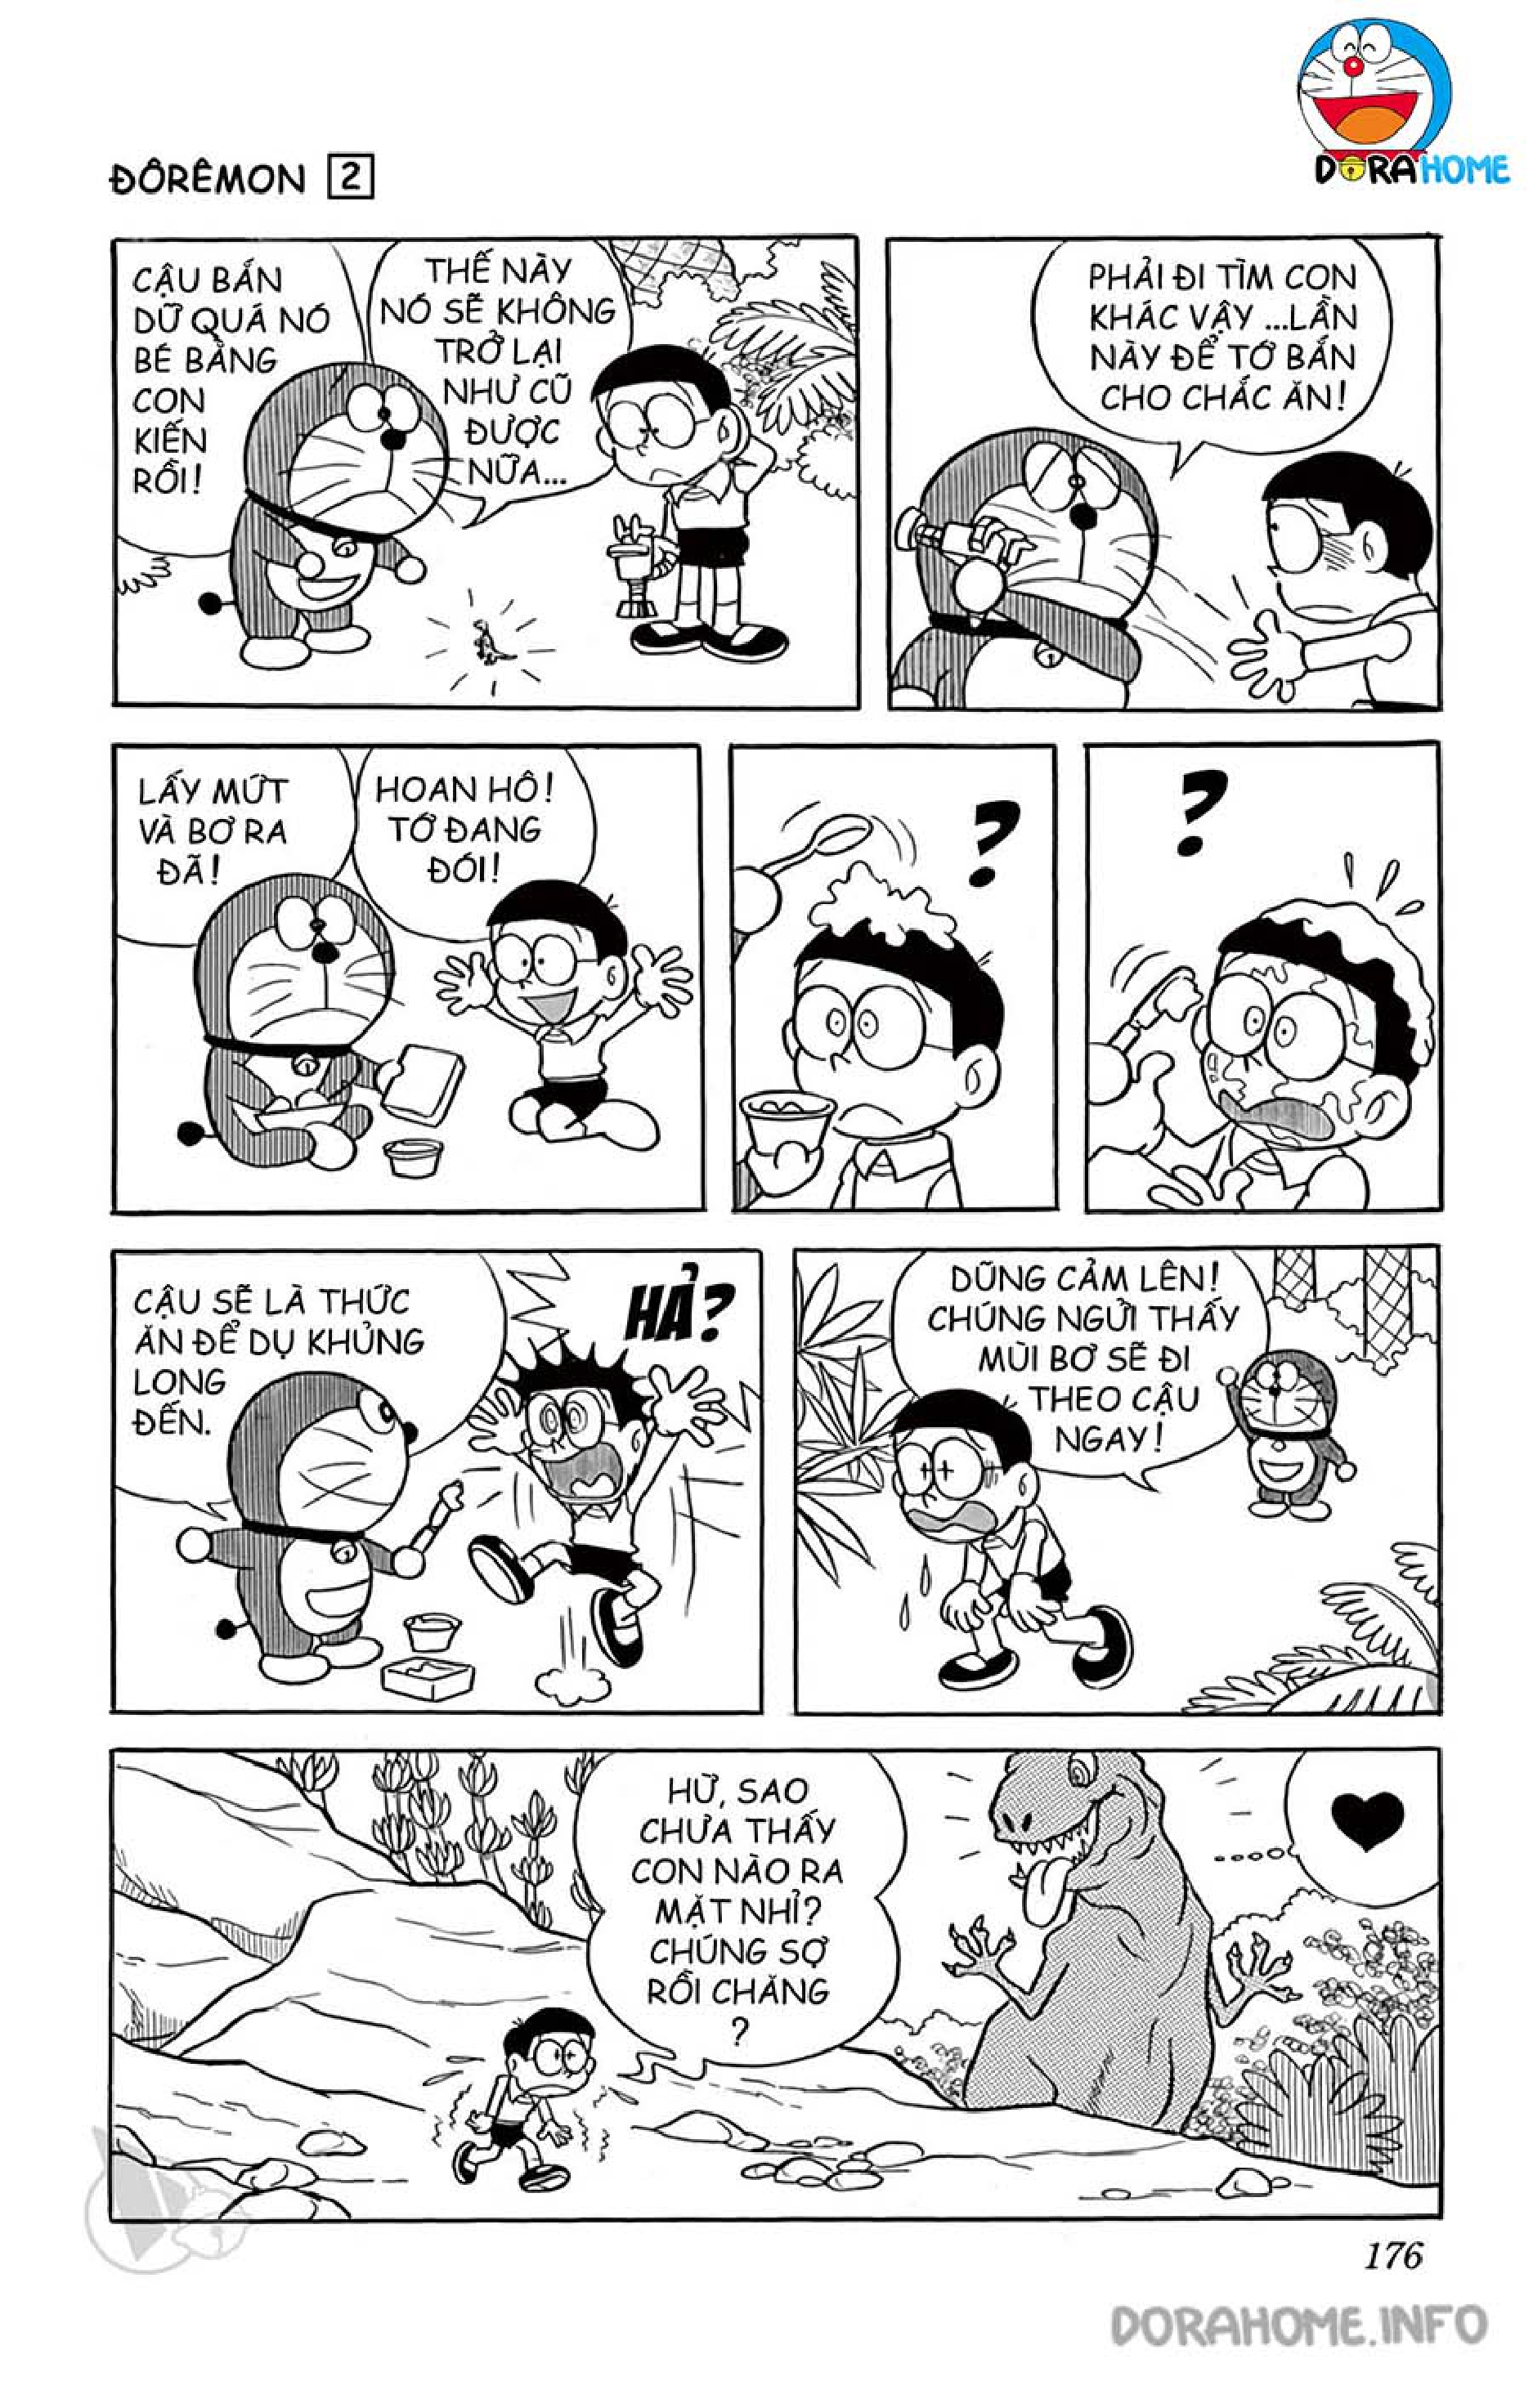 DORAHOME
ĐÔRÊMON 2
CẬU BẮN
DỮ QUÁ NÓ
BÉ BẰNG
CON
KIẾN
RỒI!
THẾ NÀY
NÓ SẼ KHÔNG
TRỞ LẠI
NHƯ CŨ
ĐƯỢC
NỮA...
PHẢI ĐI TÌM CON
KHÁC VẬY ...LẦN
NÀY ĐỂ TỚ BẮN
CHO CHẮC ĂN!
LẤY MỨT
VÀ BƠ RA
ĐÃ!
HOAN HÔ!
TỚ ĐANG
ĐÓI!
?
?
CẬU SẼ LÀ THỨC
ĂN ĐỂ DỤ KHỦNG
LONG
ĐẾN.
HẢ?
DŨNG CẢM LÊN!
CHÚNG NGỬI THẤY
MÙI BƠ SẼ ĐI
THEO CẬU
NGAY!
HỪ, SAO
CHƯA THẤY
CON NÀO RA
MẶT NHỈ?
CHÚNG SỢ
RỒI CHĂNG
?
176
DORAHOME.INFO